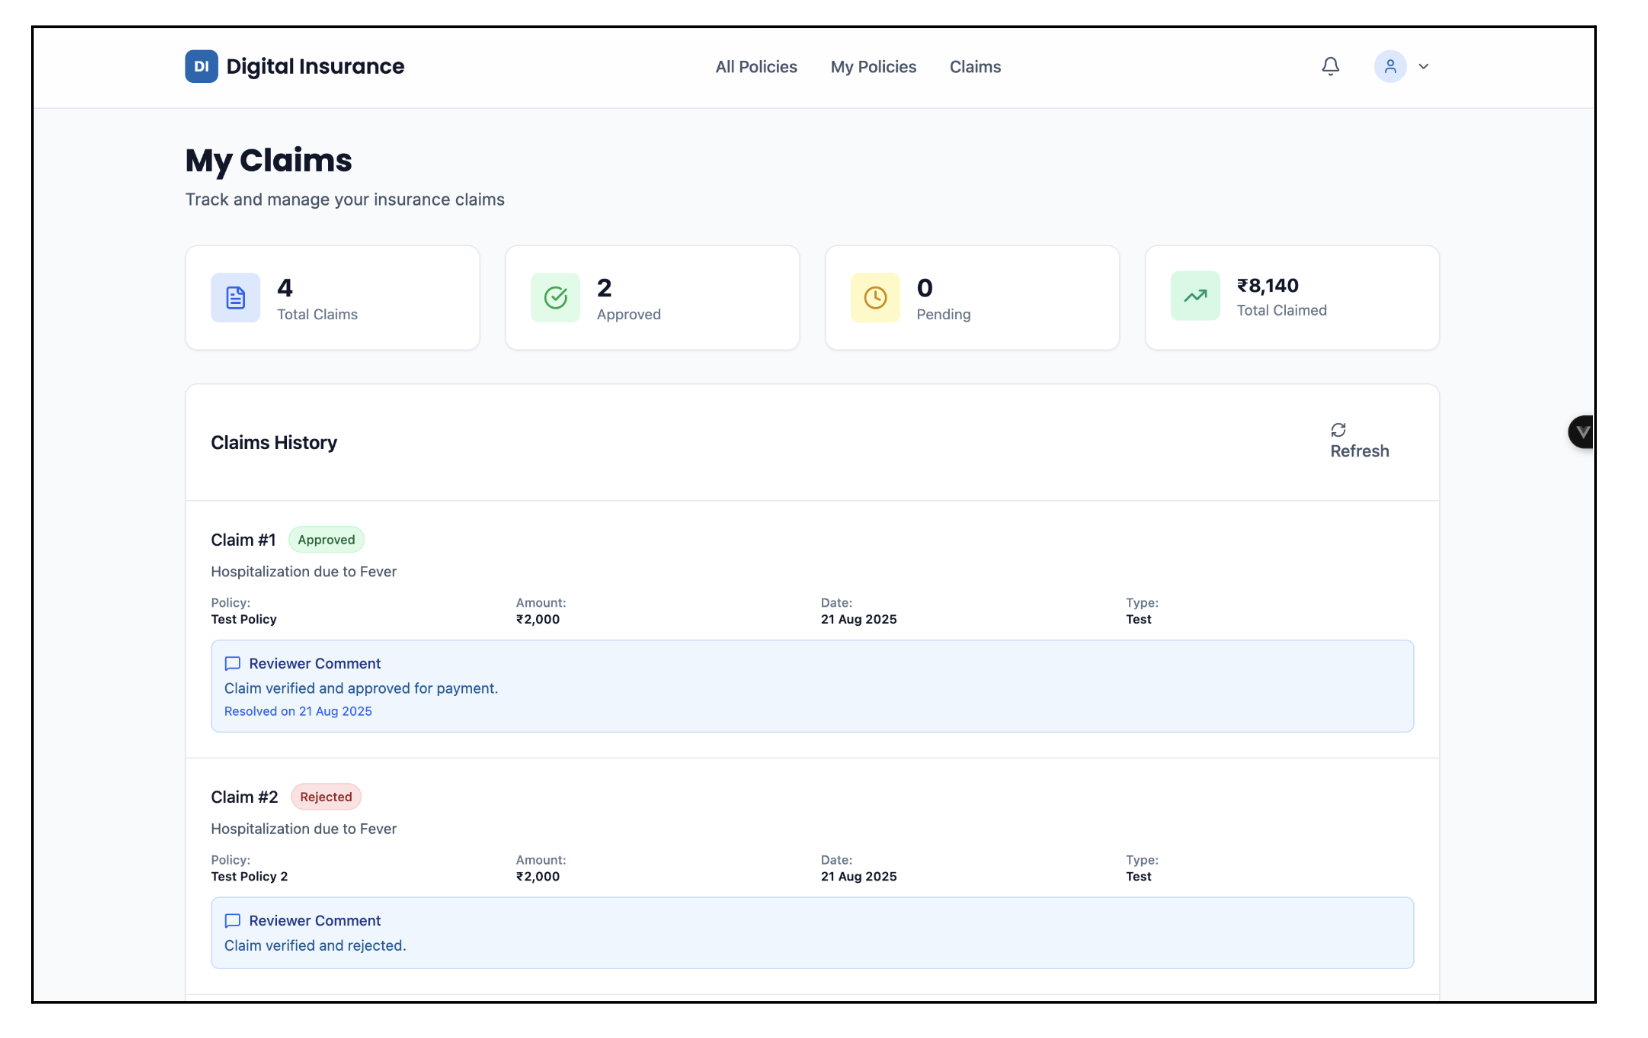 DI Digital Insurance
All Policies My Policies Claims
My Claims
Track and manage your insurance claims
4
Total Claims
2
Approved
0
Pending
₹8,140
Total Claimed
Claims History
Refresh
Claim #1 Approved
Hospitalization due to Fever
Policy: Amount: Date: Type:
Test Policy ₹2,000 21 Aug 2025 Test
Reviewer Comment
Claim verified and approved for payment.
Resolved on 21 Aug 2025
Claim #2 Rejected
Hospitalization due to Fever
Policy: Amount: Date: Type:
Test Policy 2 ₹2,000 21 Aug 2025 Test
Reviewer Comment
Claim verified and rejected.